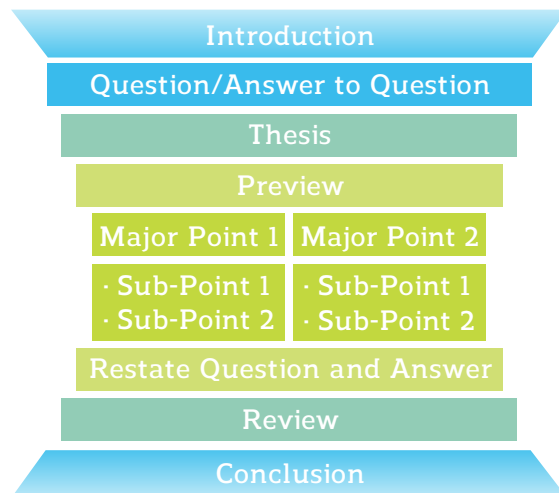 Introduction
Question/Answer to Question
Thesis
Preview
Major Point 1
· Sub-Point 1
· Sub-Point 2
Major Point 2
· Sub-Point 1
· Sub-Point 2
Restate Question and Answer
Review
Conclusion